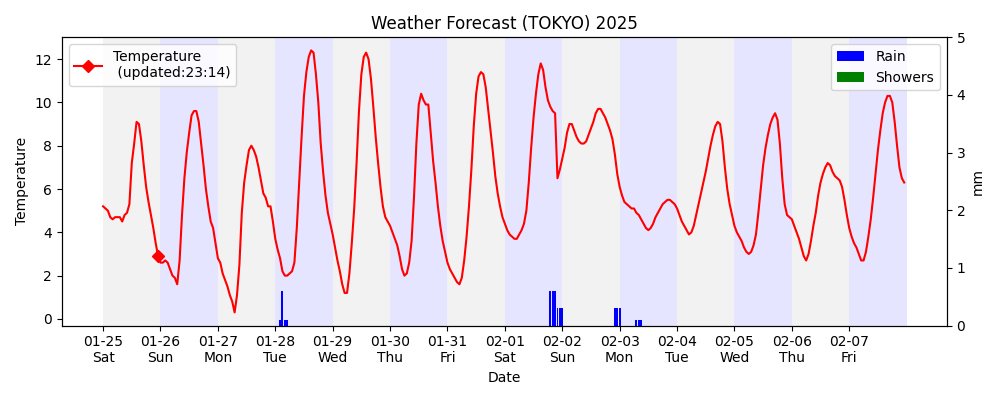 Weather Forecast (TOKYO) 2025
Temperature
(updated:23:14)
Rain
Showers
Temperature
12
10
8
6
4
2
0
5
4
3
2
1
0
mm
01-25 01-26 01-27 01-28 01-29 01-30 01-31 02-01 02-02 02-03 02-04 02-05 02-06 02-07
Sat Sun Mon Tue Wed Thu Fri Sat Sun Mon Tue Wed Thu Fri
Date